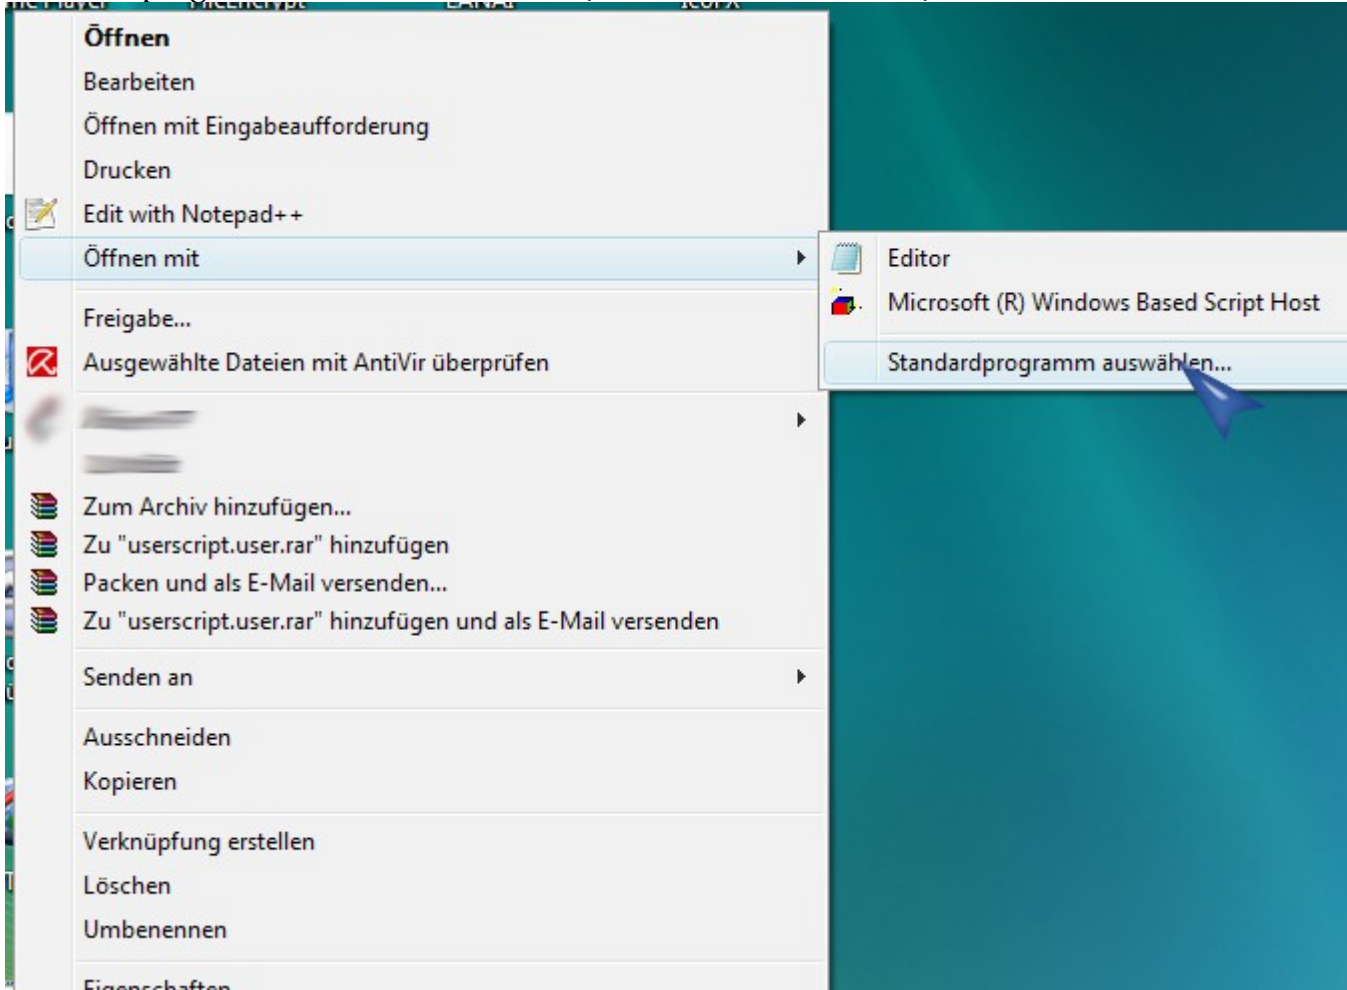 Öffnen
Bearbeiten
Öffnen mit Eingabeaufforderung
Drucken
Edit with Notepad++
Öffnen mit
Editor
Microsoft (R) Windows Based Script Host
Standardprogramm auswählen...
Freigabe...
Ausgewählte Dateien mit AntiVir überprüfen
Zum Archiv hinzufügen...
Zu "userscript.user.rar" hinzufügen
Packen und als E-Mail versenden...
Zu "userscript.user.rar" hinzufügen und als E-Mail versenden
Senden an
Ausschneiden
Kopieren
Verknüpfung erstellen
Löschen
Umbenennen
Eigenschaften